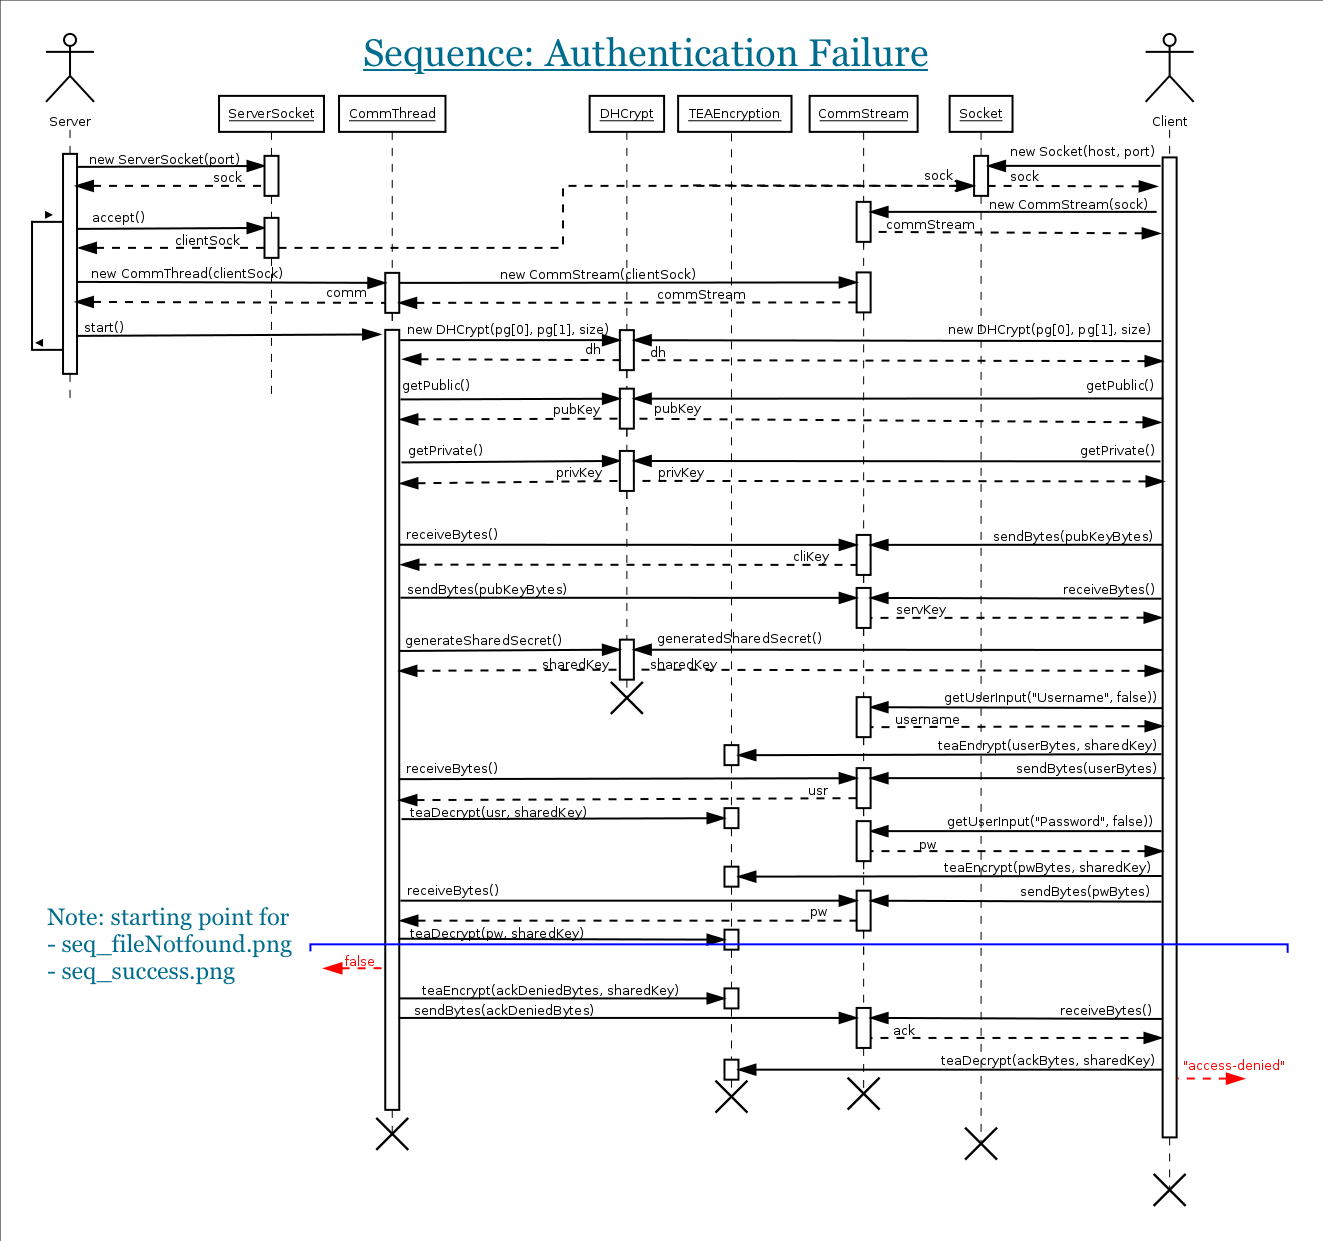 Sequence: Authentication Failure
Server
ServerSocket
CommThread
DHCrypt
TEAEncryption
CommStream
Socket
Client
new ServerSocket(port)
new Socket(host, port)
sock
sock
sock
new CommStream(sock)
accept()
commStream
clientSock
new CommThread(clientSock)
new CommStream(clientSock)
comm
commStream
start()
new DHCrypt(pg[0], pg[1], size)
new DHCrypt(pg[0], pg[1], size)
dh
dh
getPublic()
getPublic()
pubKey
pubKey
getPrivate()
getPrivate()
privKey
privKey
receiveBytes()
sendBytes(pubKeyBytes)
cliKey
sendBytes(pubKeyBytes)
receiveBytes()
servKey
generateSharedSecret()
generatedSharedSecret()
sharedKey
sharedKey
getUserInput("Username", false))
username
teaEncrypt(userBytes, sharedKey)
receiveBytes()
sendBytes(userBytes)
usr
teaDecrypt(usr, sharedKey)
getUserInput("Password", false))
pw
teaEncrypt(pwBytes, sharedKey)
receiveBytes()
sendBytes(pwBytes)
pw
teaDecrypt(pw, sharedKey)
Note: starting point for
- seq_fileNotfound.png
- seq_success.png
false
teaEncrypt(ackDeniedBytes, sharedKey)
sendBytes(ackDeniedBytes)
receiveBytes()
ack
teaDecrypt(ackBytes, sharedKey)
"access-denied"